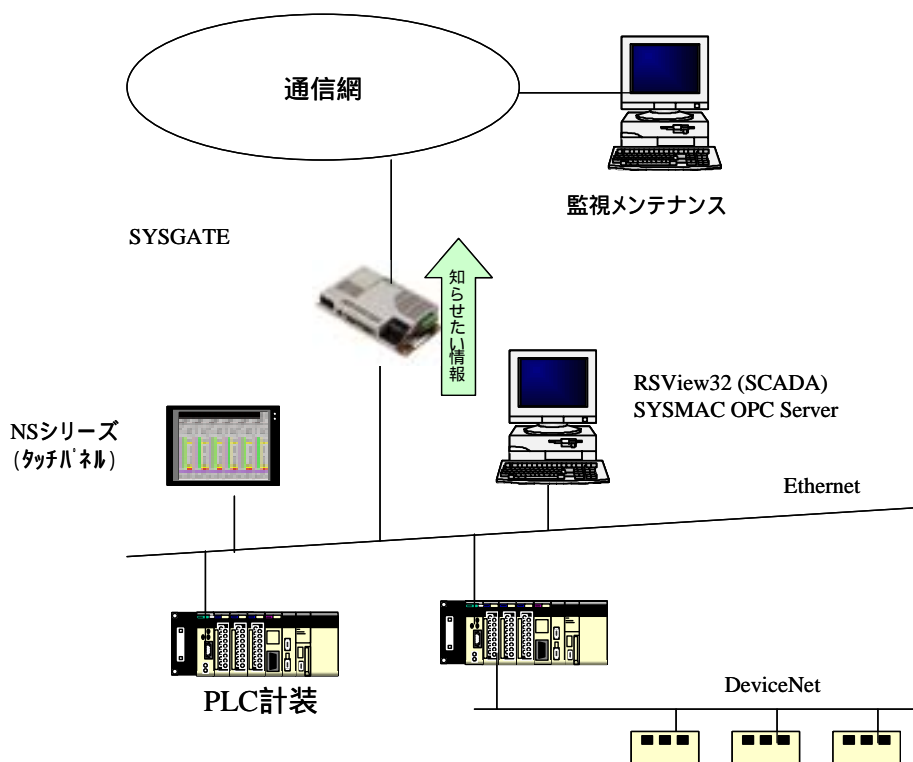 通信網
監視メンテナンス
SYSGATE
知らせたい情報
RSView32 (SCADA)
SYSMAC OPC Server
NSシリーズ
(ﾀｯﾁﾊﾟﾈﾙ)
Ethernet
PLC計装
DeviceNet